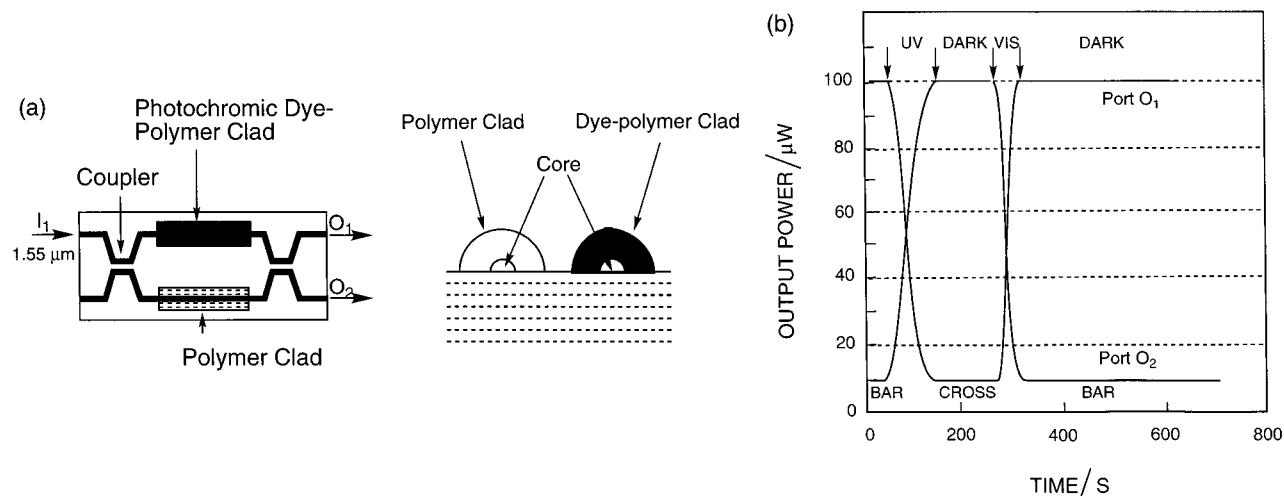 (a)
Photochromic Dye-
Polymer Clad
Coupler
I1
1.55 μm
O1
O2
Polymer Clad
Polymer Clad
Dye-polymer Clad
Core
(b)
UV DARK VIS DARK
100
80
60
40
20
0
OUTPUT POWER/μW
Port O1
Port O2
BAR CROSS BAR
0 200 400 600 800
TIME/ S